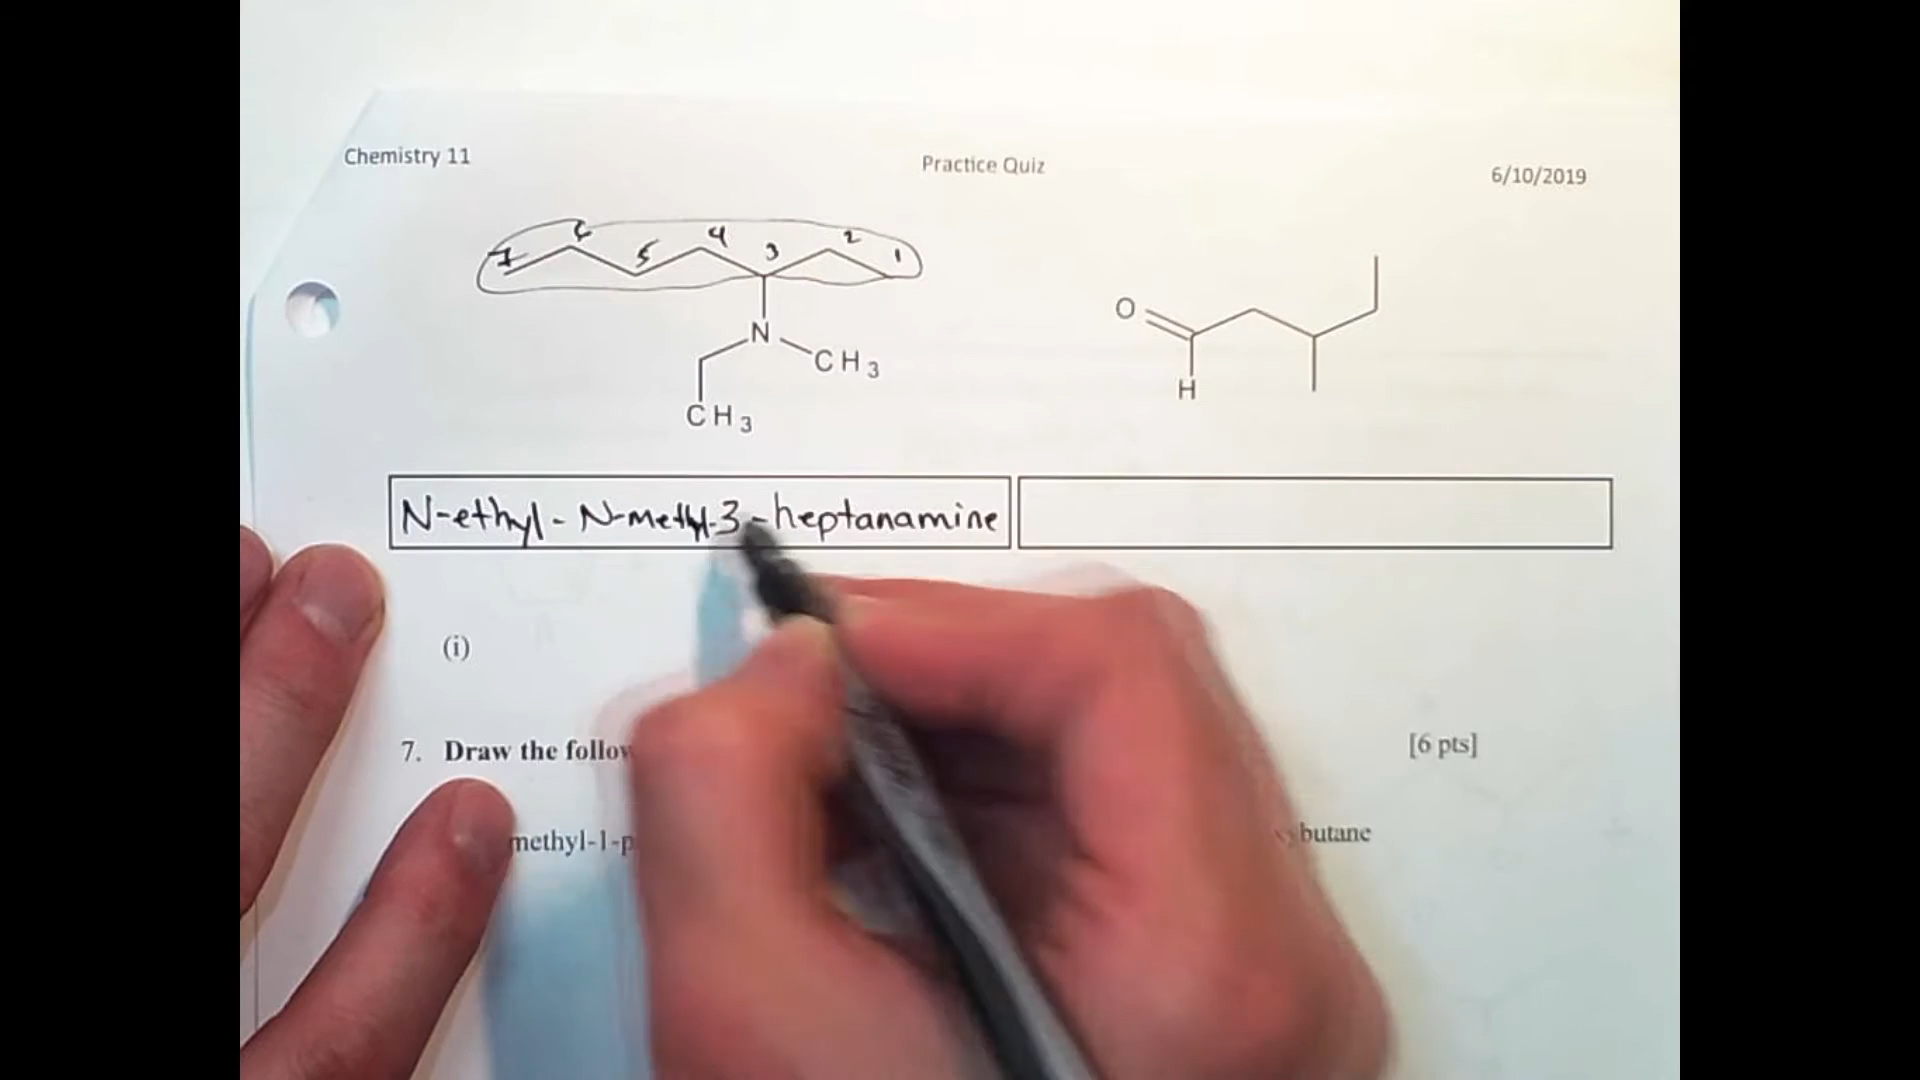 Chemistry 11 Practice Quiz 6/10/2019
7 6 5 4 3 2 1
N
CH3
CH3
O
H
N-ethyl-N-methyl-3-heptanamine
(i)
7. Draw the [6 pts]
methyl-1- butane